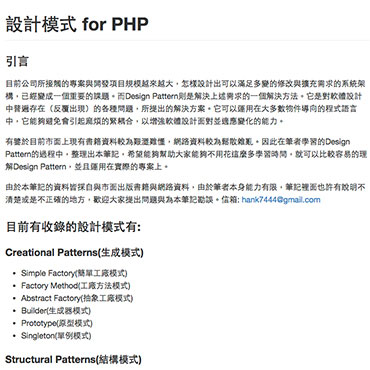 設計模式 for PHP
引言
目前公司所接觸的專案與開發項目規模越來越大，怎樣設計出可以滿足多變的修改與擴充需求的系統架
構，已經變成一個重要的課題。而Design Pattern則是解決上述需求的一個解決方法。它是對軟體設計
中普遍存在（反覆出現）的各種問題，所提出的解決方案。它可以運用在大多數物件導向的程式語言
中，它能夠避免會引起麻煩的緊耦合，以增強軟體設計面對並適應變化的能力。
有鑒於目前市面上現有書籍資料較為艱澀難懂，網路資料較為鬆散雜亂。因此在筆者學習的Design
Pattern的過程中，整理出本筆記，希望能夠幫助大家能夠不用花這麼多學習時間，就可以比較容易的理
解Design Pattern，並且運用在實際的專案上。
由於本筆記的資料皆採自與市面出版書籍與網路資料，由於筆者本身能力有限，筆記裡面也許有說明不
清楚或是不正確的地方，歡迎大家提出問題與為本筆記勘誤。信箱: hank7444@gmail.com
目前有收錄的設計模式有:
Creational Patterns(生成模式)
• Simple Factory(簡單工廠模式)
• Factory Method(工廠方法模式)
• Abstract Factory(抽象工廠模式)
• Builder(生成器模式)
• Prototype(原型模式)
• Singleton(單例模式)
Structural Patterns(結構模式)